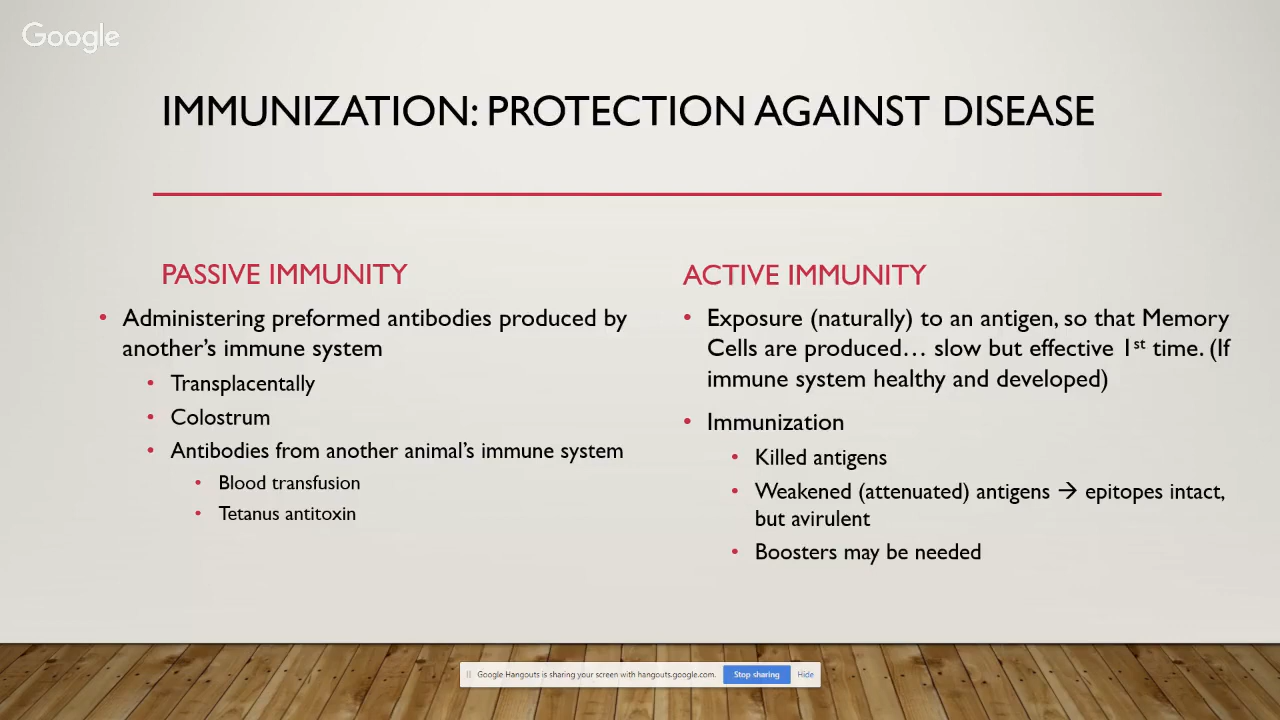 Google
IMMUNIZATION: PROTECTION AGAINST DISEASE
PASSIVE IMMUNITY
• Administering preformed antibodies produced by
another’s immune system
• Transplacentally
• Colostrum
• Antibodies from another animal’s immune system
• Blood transfusion
• Tetanus antitoxin
ACTIVE IMMUNITY
• Exposure (naturally) to an antigen, so that Memory
Cells are produced… slow but effective 1st time. (If
immune system healthy and developed)
• Immunization
• Killed antigens
• Weakened (attenuated) antigens → epitopes intact,
but avirulent
• Boosters may be needed
Google Hangouts is sharing your screen with hangouts.google.com. Stop sharing Hide